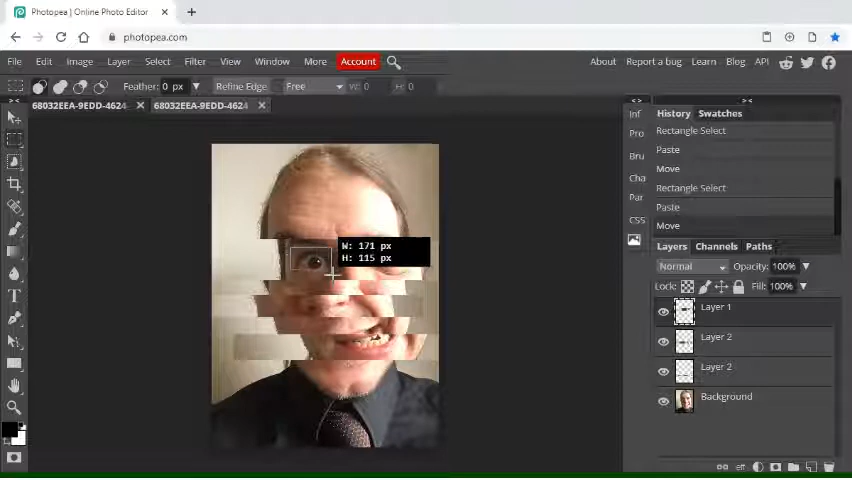 Photopea | Online Photo Editor
photopea.com
File Edit Image Layer Select Filter View Window More Account About Report a bug Learn Blog API
Feather: 0 px Refine Edge Free W: 0 H: 0
68032EEA-9EDD-4624 68032EEA-9EDD-4624
Inf
Pro
Bru
Cha
Par
CSS
History Swatches
Rectangle Select
Paste
Move
Rectangle Select
Paste
Move
W: 171 px
H: 115 px
Layers Channels Paths
Normal Opacity: 100%
Lock: Fill: 100%
Layer 1
Layer 2
Layer 2
Background
eff